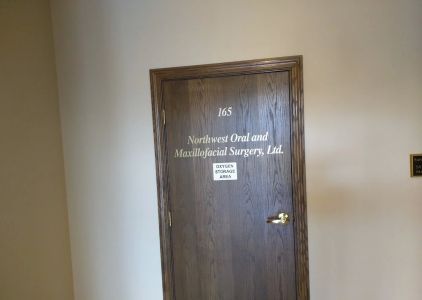 165
Northwest Oral and
Maxillofacial Surgery, Ltd.
OXYGEN
STORAGE
AREA